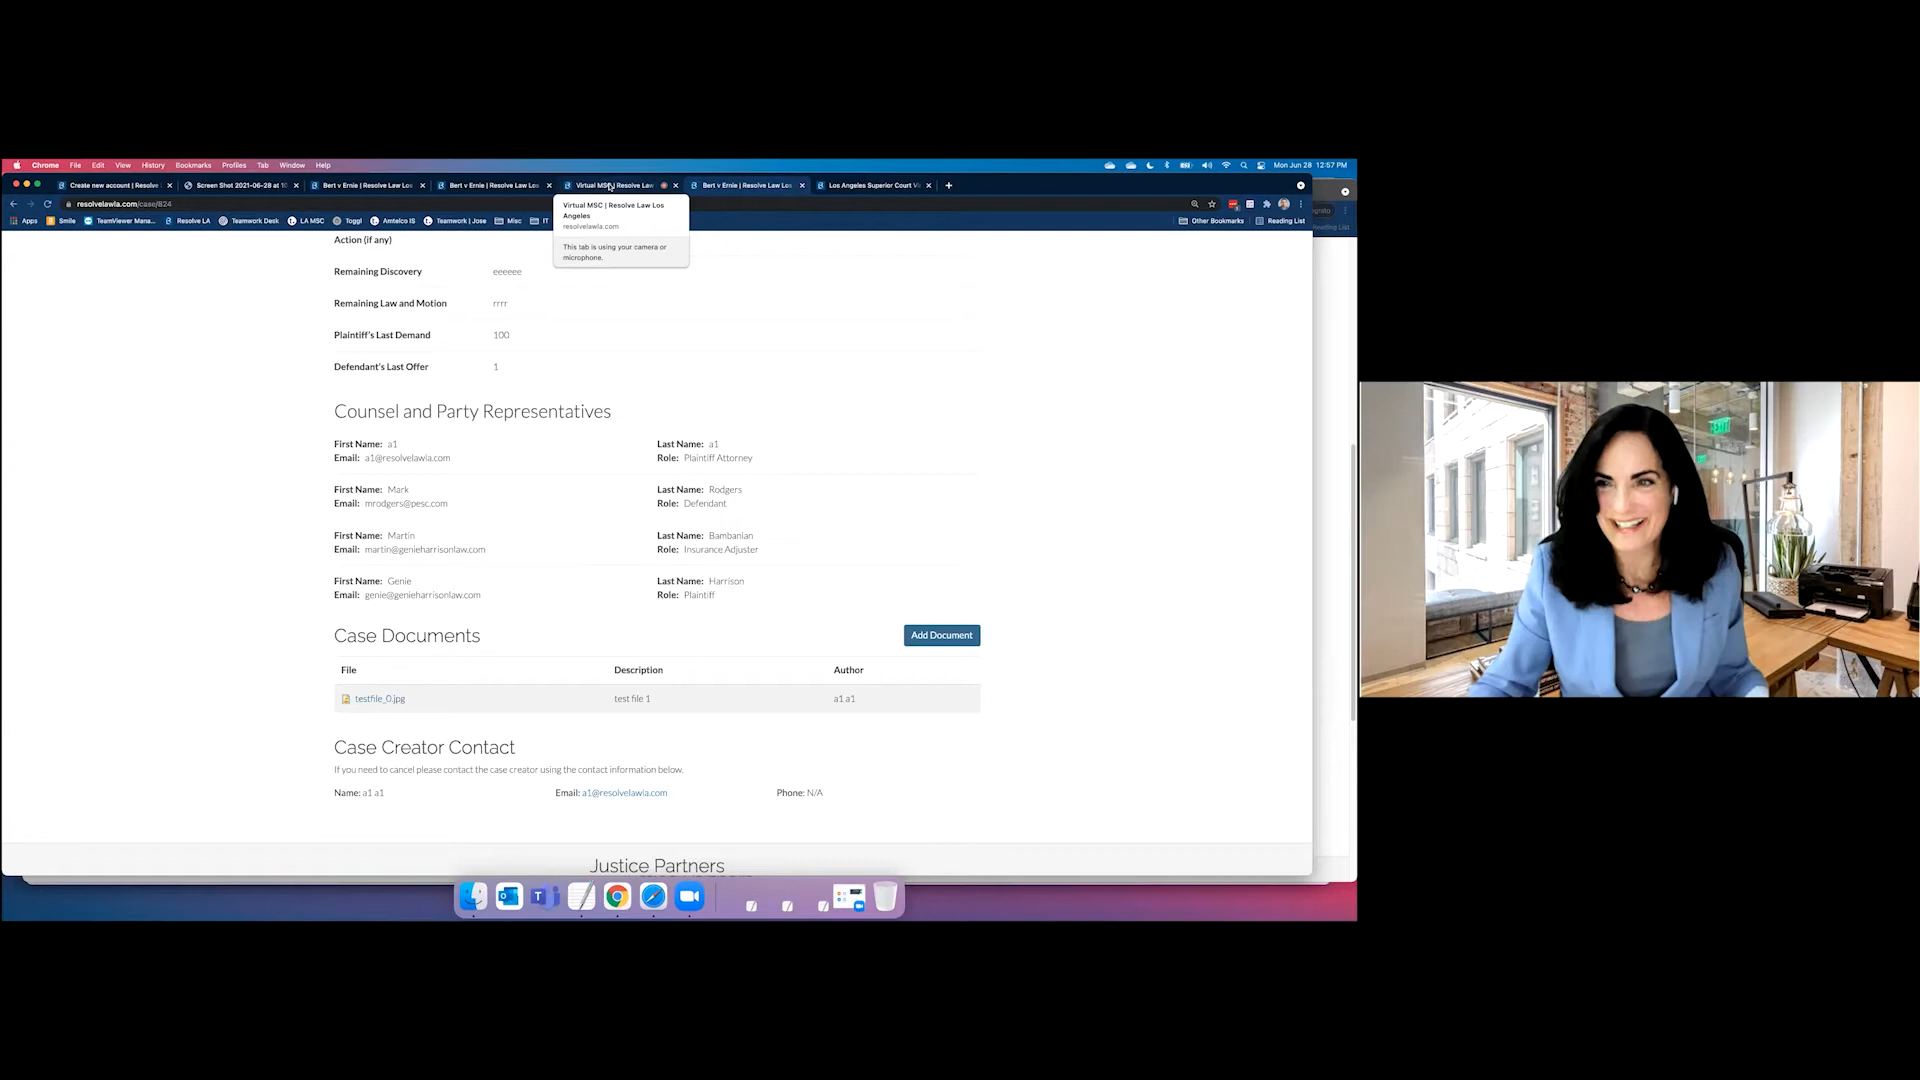 Chrome File Edit View History Bookmarks Profiles Tab Window Help Mon Jun 28 12:57 PM
Create new account | Resolve Screen Shot 2021-06-28 at 10 Bert v Ernie | Resolve Law Los Bert v Ernie | Resolve Law Los Virtual MSC | Resolve Law Bert v Ernie | Resolve Law Los Los Angeles Superior Court Vi
resolvelawla.com/case/824
Apps Smile TeamViewer Mana... Resolve LA Teamwork Desk LA MSC Toggl Amtelco IS Teamwork | Jose Misc IT Other Bookmarks Reading List
Virtual MSC | Resolve Law Los
Angeles
resolvelawla.com
This tab is using your camera or
microphone.
Action (if any)
Remaining Discovery eeeeee
Remaining Law and Motion rrrr
Plaintiff's Last Demand 100
Defendant's Last Offer 1
Counsel and Party Representatives
First Name: a1 Last Name: a1
Email: a1@resolvelawla.com Role: Plaintiff Attorney
First Name: Mark Last Name: Rodgers
Email: mrodgers@pesc.com Role: Defendant
First Name: Martin Last Name: Bambanian
Email: martin@genieharrisonlaw.com Role: Insurance Adjuster
First Name: Genie Last Name: Harrison
Email: genie@genieharrisonlaw.com Role: Plaintiff
Case Documents Add Document
File Description Author
testfile_0.jpg test file 1 a1 a1
Case Creator Contact
If you need to cancel please contact the case creator using the contact information below.
Name: a1 a1 Email: a1@resolvelawla.com Phone: N/A
Justice Partners
EXIT